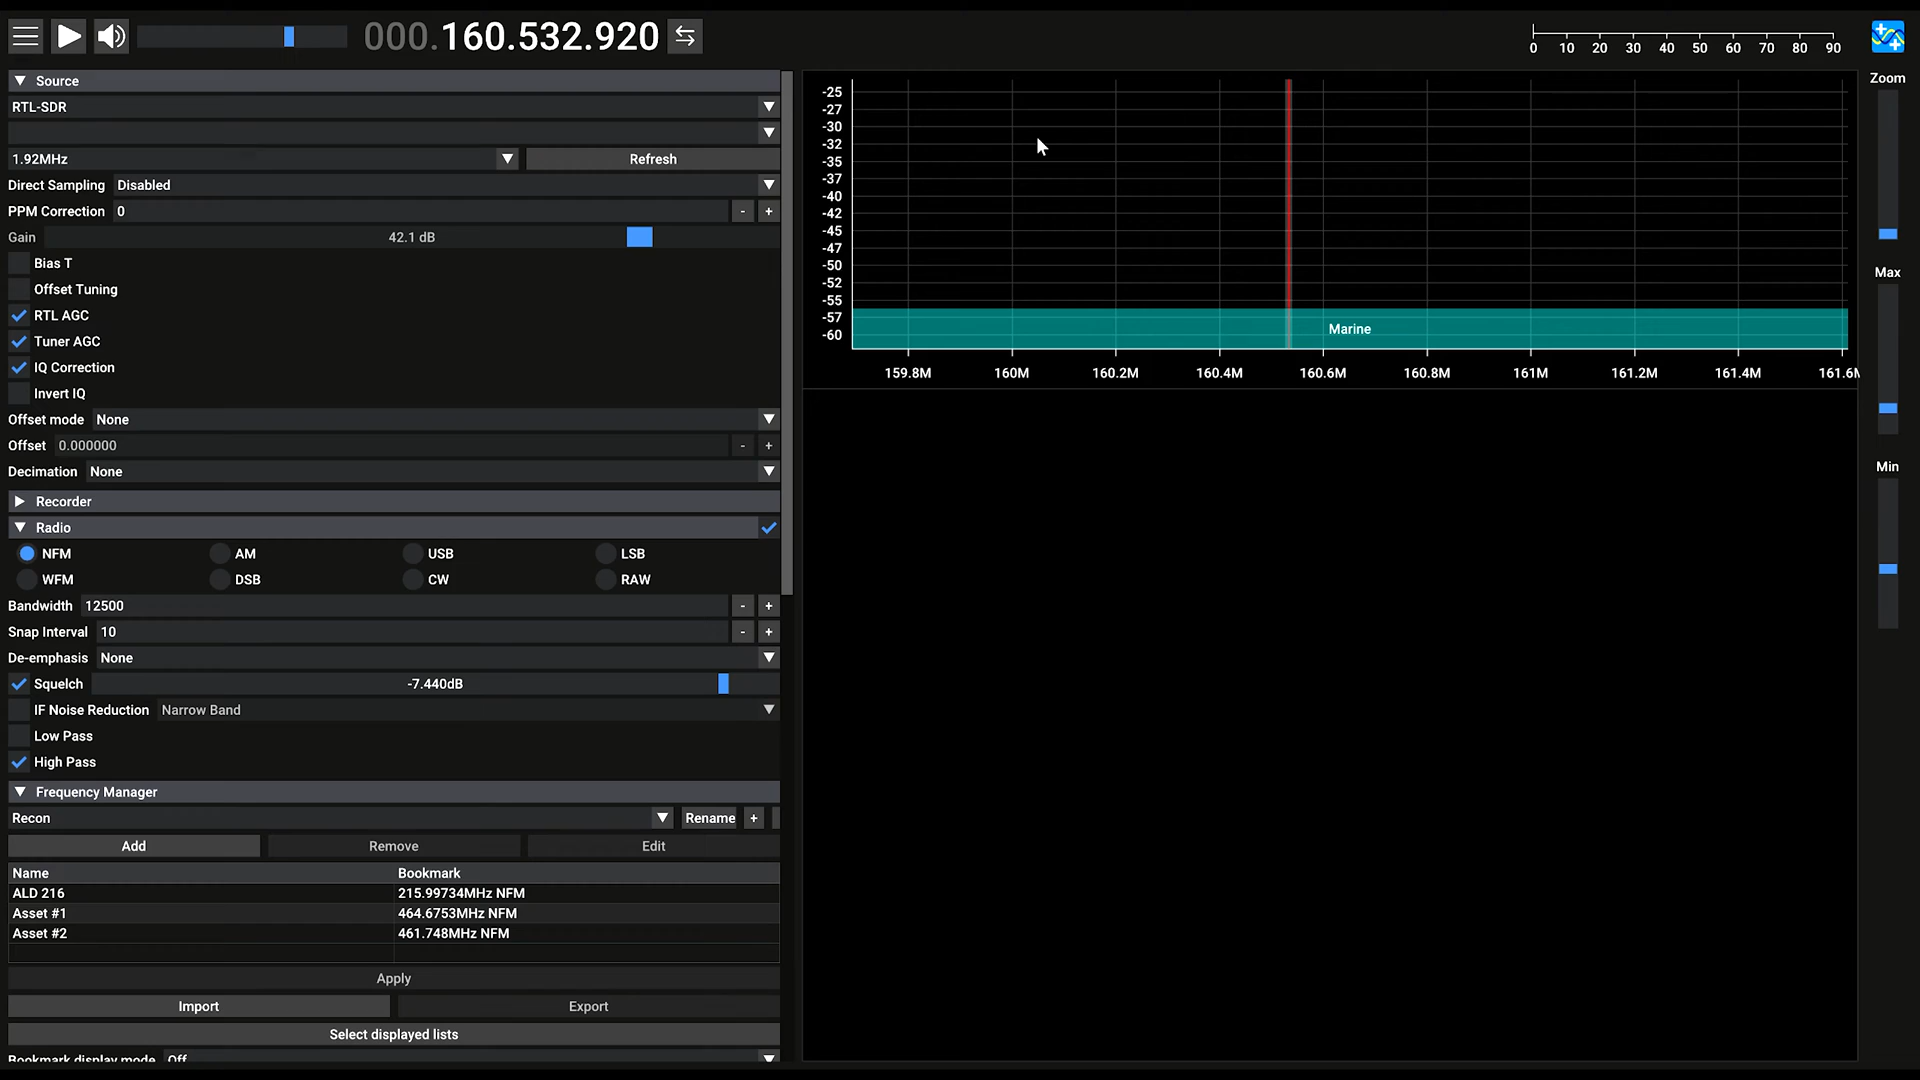 000.160.532.920
0 10 20 30 40 50 60 70 80 90
Source
RTL-SDR
1.92MHz Refresh
Direct Sampling Disabled
PPM Correction 0 - +
Gain 42.1 dB
Bias T
Offset Tuning
RTL AGC
Tuner AGC
IQ Correction
Invert IQ
Offset mode None
Offset 0.000000 - +
Decimation None
Recorder
Radio
NFM AM USB LSB
WFM DSB CW RAW
Bandwidth 12500 - +
Snap Interval 10 - +
De-emphasis None
Squelch -7.440dB
IF Noise Reduction Narrow Band
Low Pass
High Pass
Frequency Manager
Recon Rename +
Add Remove Edit
Name Bookmark
ALD 216 215.99734MHz NFM
Asset #1 464.6753MHz NFM
Asset #2 461.748MHz NFM
Apply
Import Export
Select displayed lists
Bookmark display mode Off
-25
-27
-30
-32
-35
-37
-40
-42
-45
-47
-50
-52
-55
-57
-60
Marine
159.8M 160M 160.2M 160.4M 160.6M 160.8M 161M 161.2M 161.4M 161.6M
Zoom
Max
Min